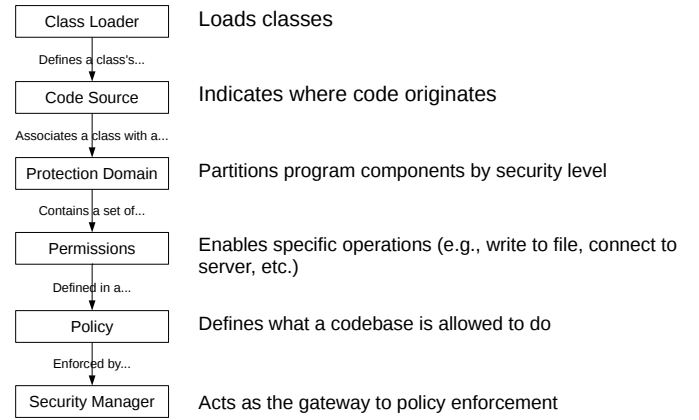 Class Loader
Loads classes
Defines a class's...
Code Source
Indicates where code originates
Associates a class with a...
Protection Domain
Partitions program components by security level
Contains a set of...
Permissions
Enables specific operations (e.g., write to file, connect to
server, etc.)
Defined in a...
Policy
Defines what a codebase is allowed to do
Enforced by...
Security Manager
Acts as the gateway to policy enforcement